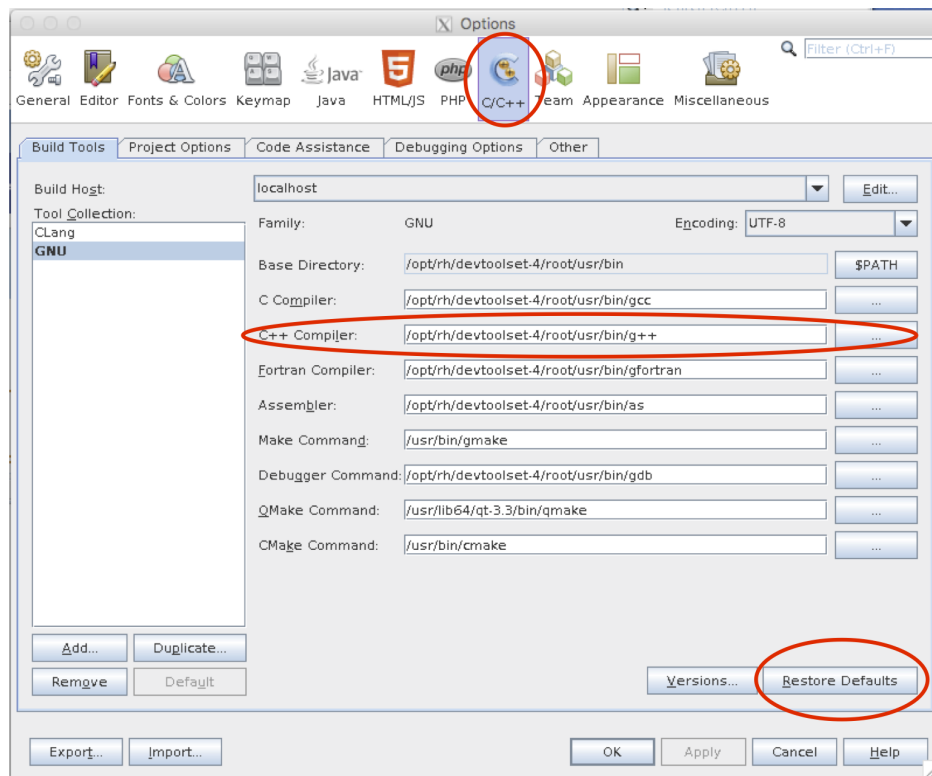 Options
Filter (Ctrl+F)
Java
5
php
C
General Editor Fonts & Colors Keymap Java HTML/JS PHP C/C++ Team Appearance Miscellaneous
Build Tools Project Options Code Assistance Debugging Options Other
Build Host: localhost Edit...
Tool Collection:
CLang
GNU
Family: GNU Encoding: UTF-8
Base Directory: /opt/rh/devtoolset-4/root/usr/bin $PATH
C Compiler: /opt/rh/devtoolset-4/root/usr/bin/gcc ...
C++ Compiler: /opt/rh/devtoolset-4/root/usr/bin/g++ ...
Fortran Compiler: /opt/rh/devtoolset-4/root/usr/bin/gfortran ...
Assembler: /opt/rh/devtoolset-4/root/usr/bin/as ...
Make Command: /usr/bin/gmake ...
Debugger Command: /opt/rh/devtoolset-4/root/usr/bin/gdb ...
QMake Command: /usr/lib64/qt-3.3/bin/qmake ...
CMake Command: /usr/bin/cmake ...
Add... Duplicate...
Remove Default
Versions... Restore Defaults
Export... Import... OK Apply Cancel Help